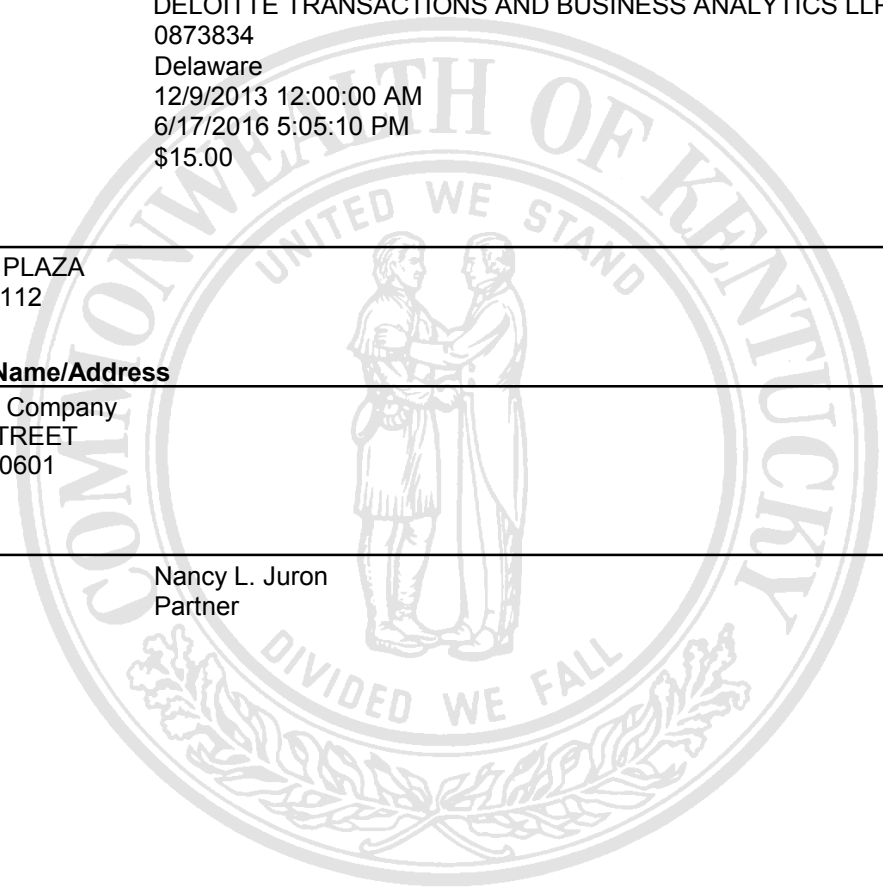 DELOITTE TRANSACTIONS AND BUSINESS ANALYTICS LLP
0873834
Delaware
12/9/2013 12:00:00 AM
6/17/2016 5:05:10 PM
$15.00
PLAZA
112
Name/Address
Company
TREET
0601
Nancy L. Juron
Partner
COMMONWEALTH OF KENTUCKY
UNITED WE STAND
DIVIDED WE FALL